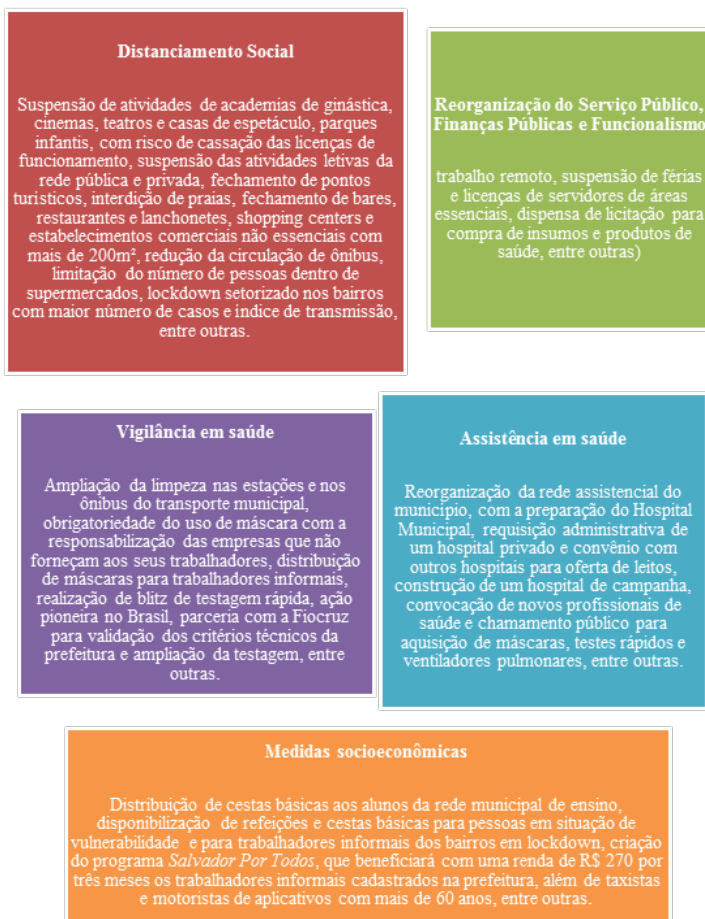 Distanciamento Social
Suspensão de atividades de academias de ginástica,
cinemas, teatros e casas de espetáculo, parques
infantis, com risco de cassação das licenças de
funcionamento, suspensão das atividades letivas da
rede pública e privada, fechamento de pontos
turísticos, interdição de praias, fechamento de bares,
restaurantes e lanchonetes, shopping centers e
estabelecimentos comerciais não essenciais com
mais de 200m², redução da circulação de ônibus,
limitação do número de pessoas dentro de
supermercados, lockdown setorizado nos bairros
com maior número de casos e índice de transmissão,
entre outras.
Reorganização do Serviço Público,
Finanças Públicas e Funcionalismo
trabalho remoto, suspensão de férias
e licenças de servidores de áreas
essenciais, dispensa de licitação para
compra de insumos e produtos de
saúde, entre outras)
Vigilância em saúde
Ampliação da limpeza nas estações e nos
ônibus do transporte municipal,
obrigatoriedade do uso de máscara com a
responsabilização das empresas que não
forneçam aos seus trabalhadores, distribuição
de máscaras para trabalhadores informais,
realização de blitz de testagem rápida, ação
pioneira no Brasil, parceria com a Fiocruz
para validação dos critérios técnicos da
prefeitura e ampliação da testagem, entre
outras.
Assistência em saúde
Reorganização da rede assistencial do
município, com a preparação do Hospital
Municipal, requisição administrativa de
um hospital privado e convênio com
outros hospitais para oferta de leitos,
construção de um hospital de campanha,
convocação de novos profissionais de
saúde e chamamento público para
aquisição de máscaras, testes rápidos e
ventiladores pulmonares, entre outras.
Medidas socioeconômicas
Distribuição de cestas básicas aos alunos da rede municipal de ensino,
disponibilização de refeições e cestas básicas para pessoas em situação de
vulnerabilidade e para trabalhadores informais dos bairros em lockdown, criação
do programa Salvador Por Todos, que beneficiará com uma renda de R$ 270 por
três meses os trabalhadores informais cadastrados na prefeitura, além de taxistas
e motoristas de aplicativos com mais de 60 anos, entre outras.